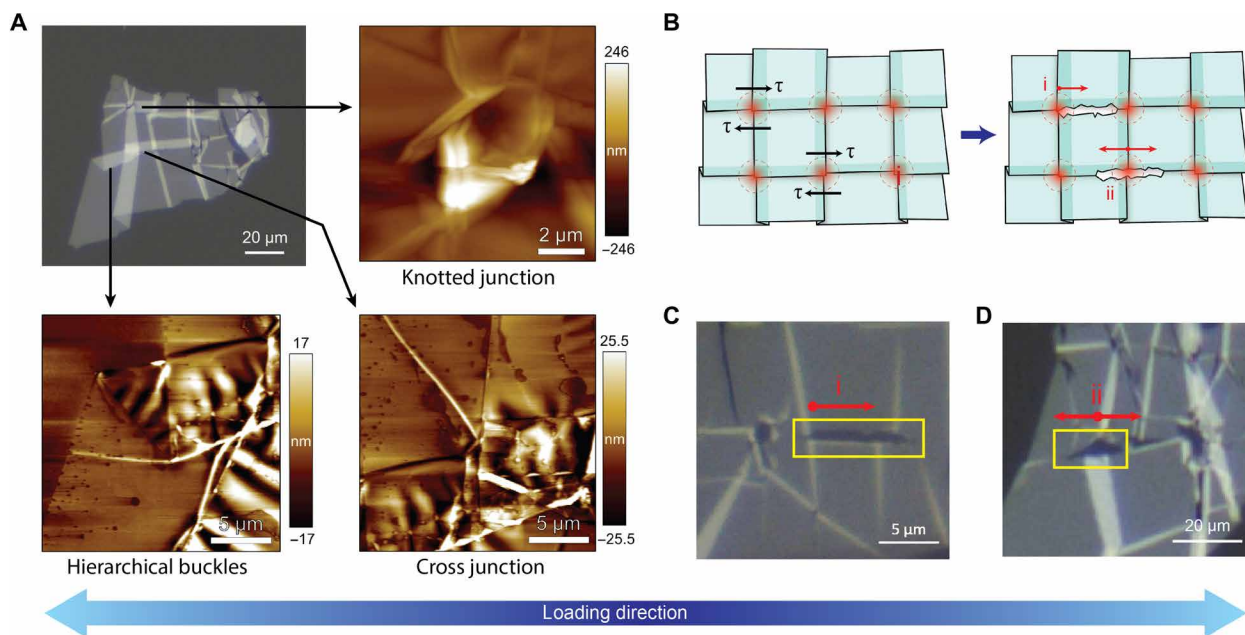 A
20 μm
246
nm
−246
2 μm
Knotted junction
17
nm
−17
5 μm
Hierarchical buckles
25.5
nm
−25.5
5 μm
Cross junction
B
τ
τ
τ
τ
i
i
ii
C
i
5 μm
D
ii
20 μm
Loading direction